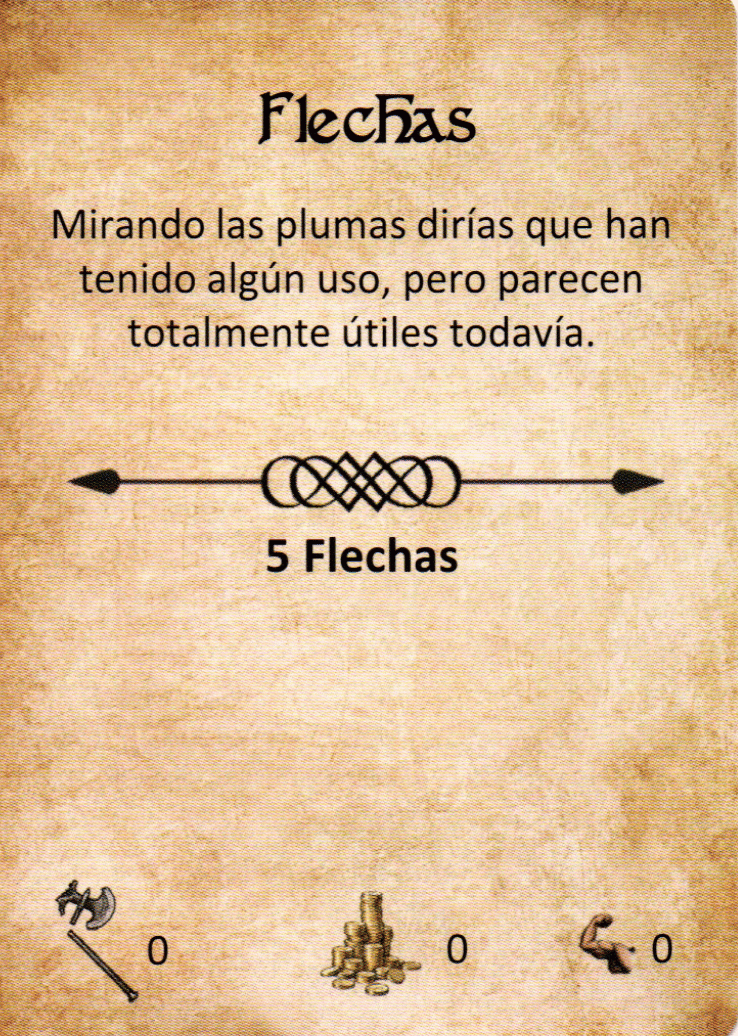 Flechas
Mirando las plumas dirías que han
tenido algún uso, pero parecen
totalmente útiles todavía.
5 Flechas
0 0 0